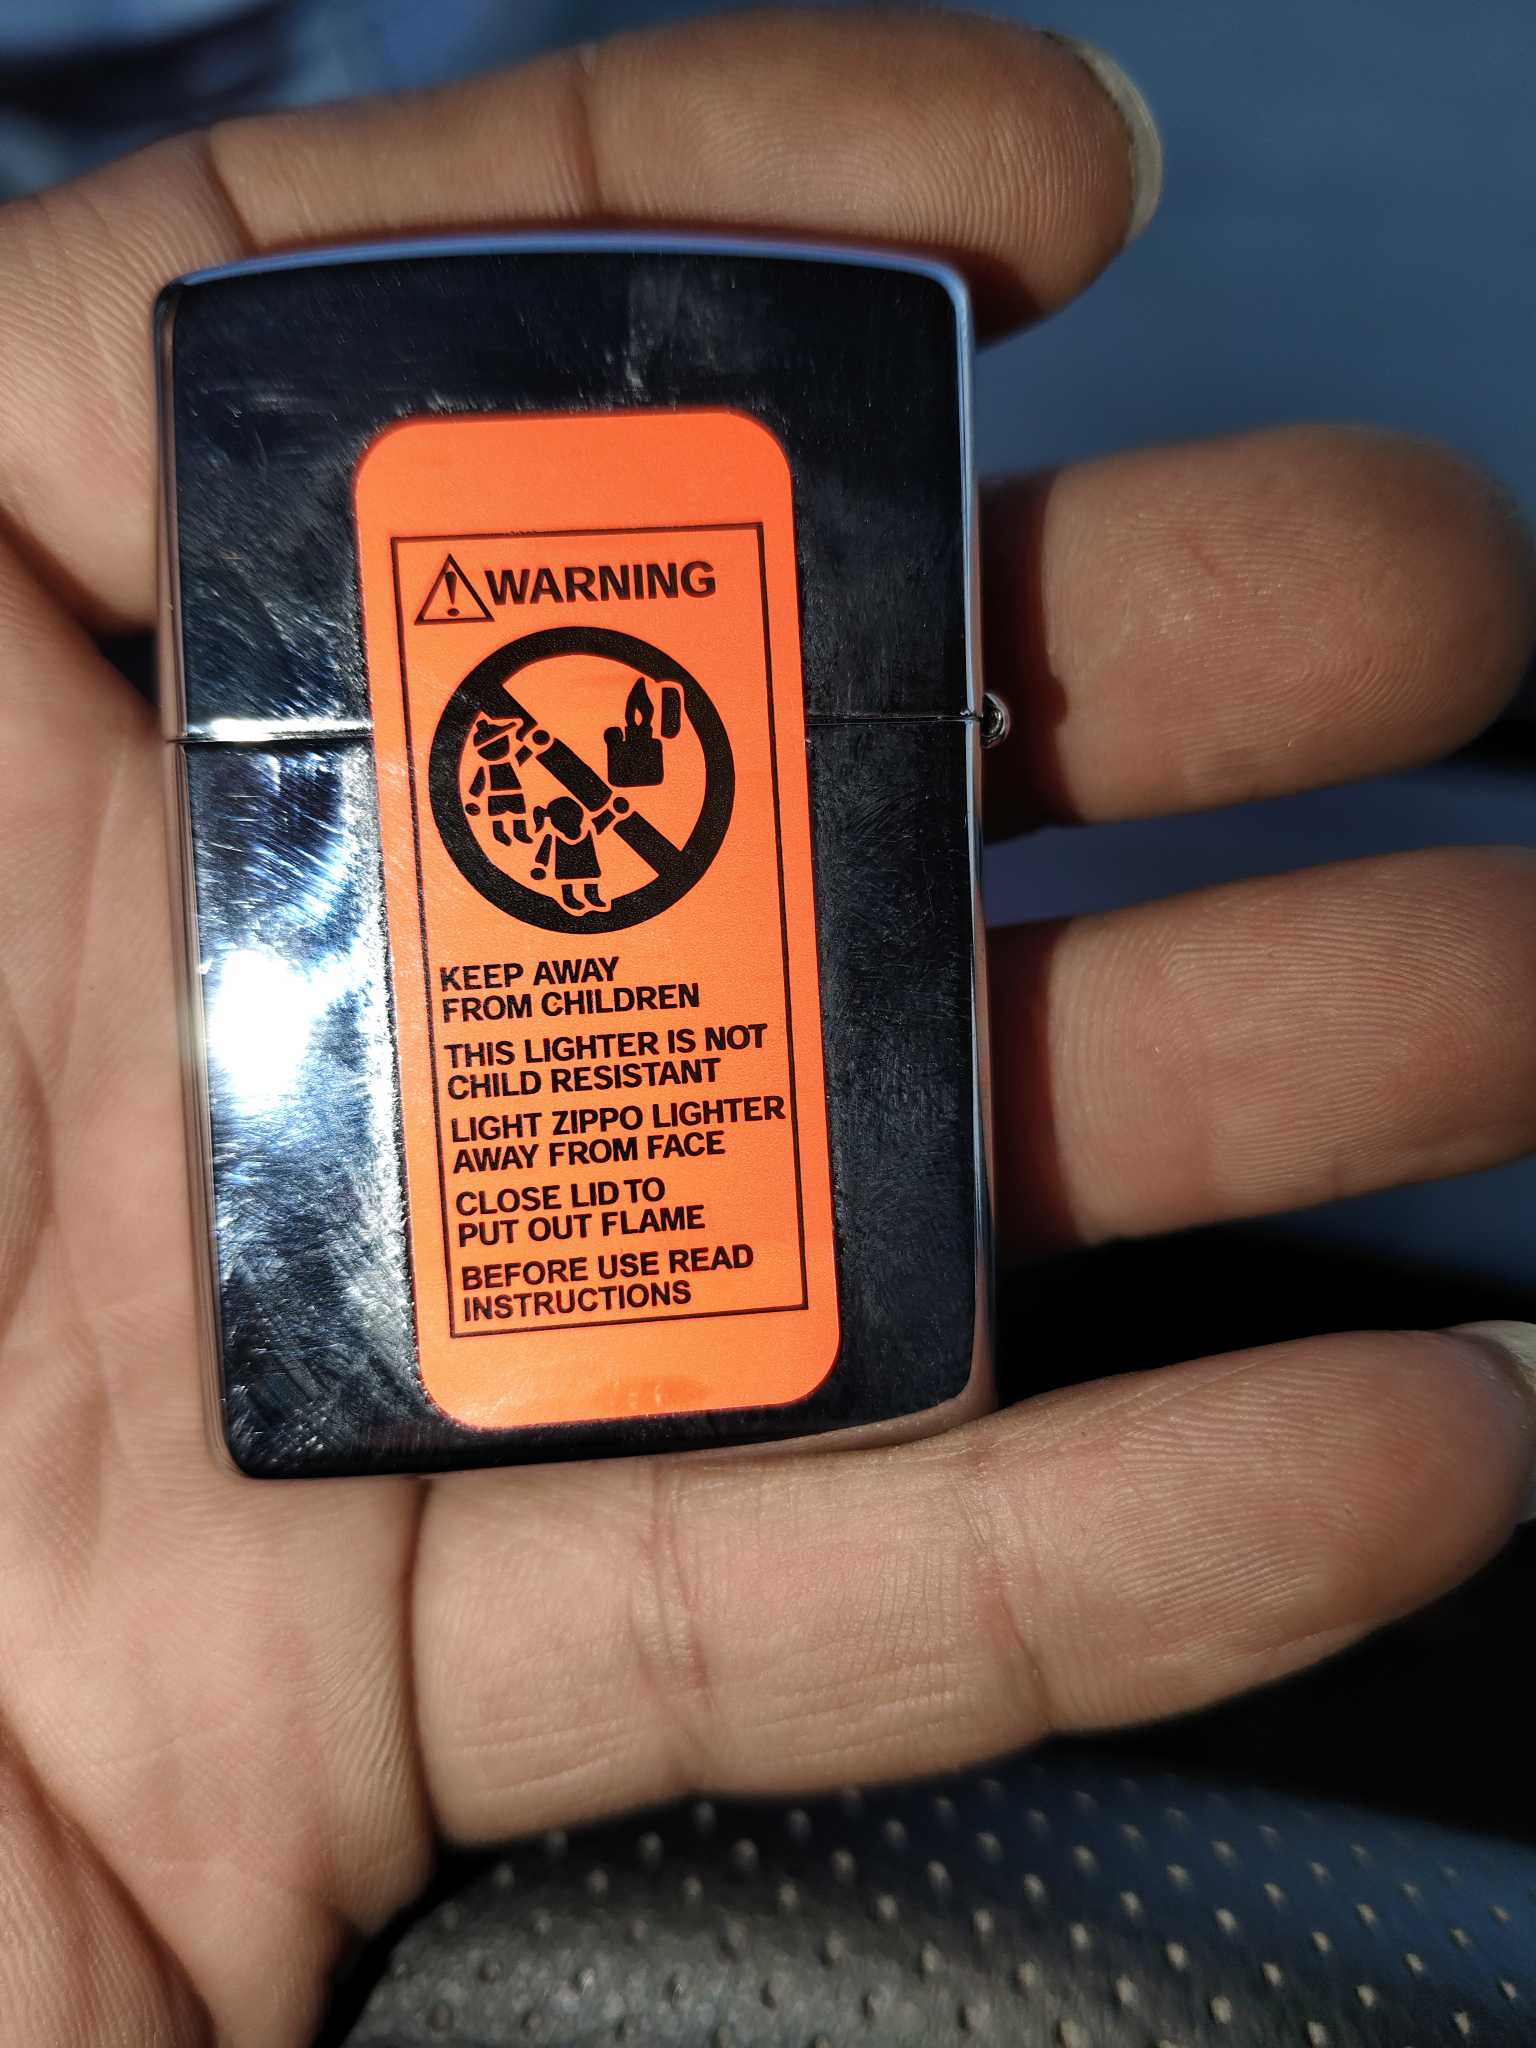 WARNING
KEEP AWAY
FROM CHILDREN
THIS LIGHTER IS NOT
CHILD RESISTANT
LIGHT ZIPPO LIGHTER
AWAY FROM FACE
CLOSE LID TO
PUT OUT FLAME
BEFORE USE READ
INSTRUCTIONS